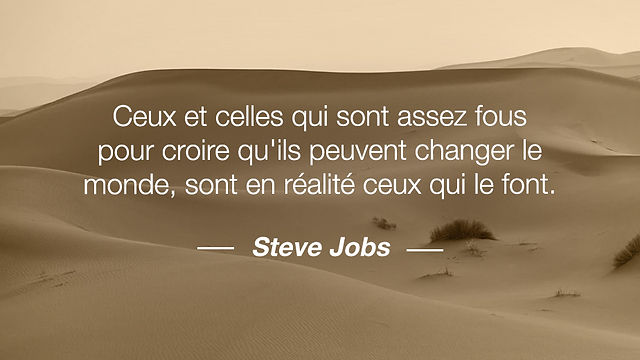 Ceux et celles qui sont assez fous
pour croire qu'ils peuvent changer le
monde, sont en réalité ceux qui le font.
— Steve Jobs —